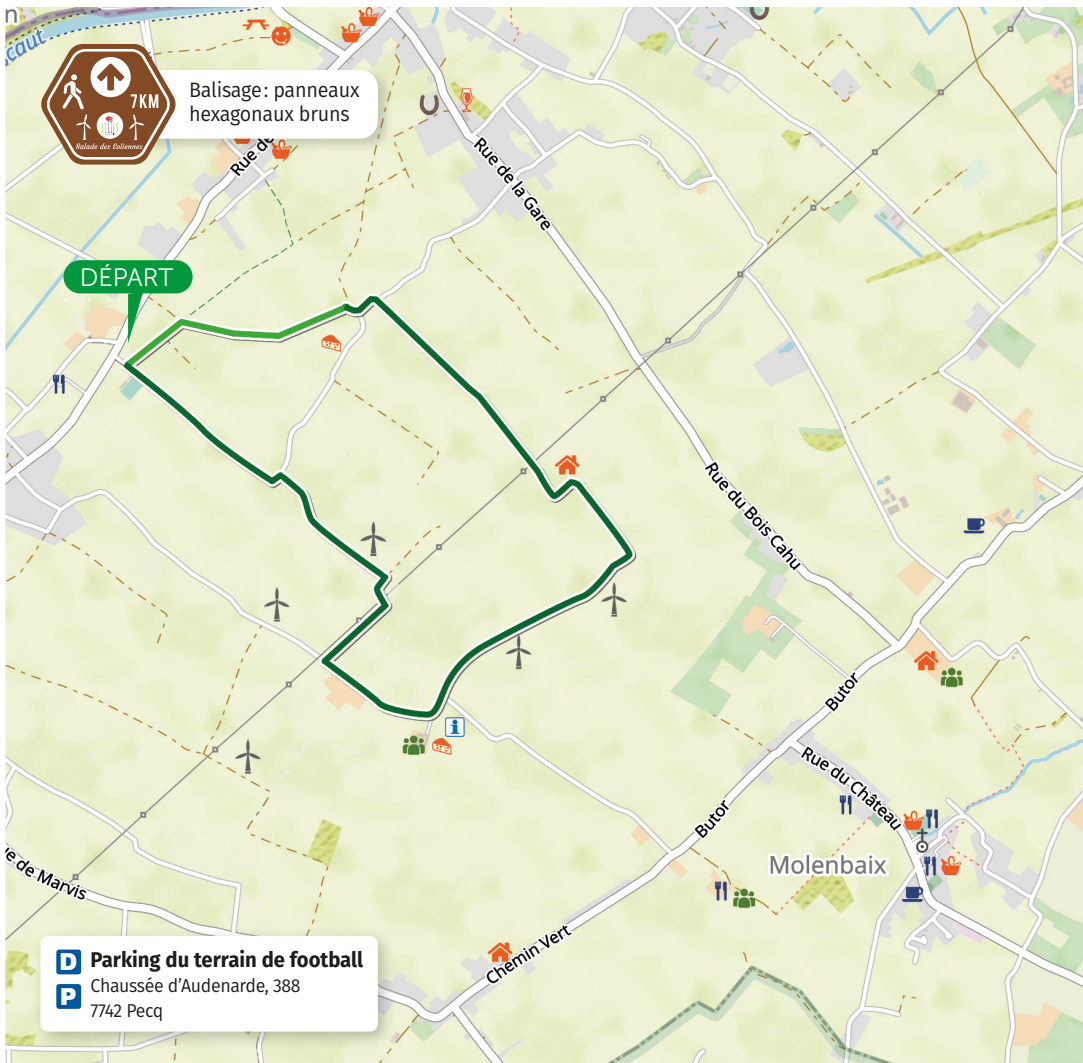 n
caut
7KM
Balade des Eoliennes
Balisage: panneaux
hexagonaux bruns
Rue de
Rue de la Gare
DÉPART
Rue du Bois Cahu
Butor
Rue du Château
Butor
Molenbaix
e de Marvis
Chemin Vert
D Parking du terrain de football
P Chaussée d'Audenarde, 388
7742 Pecq